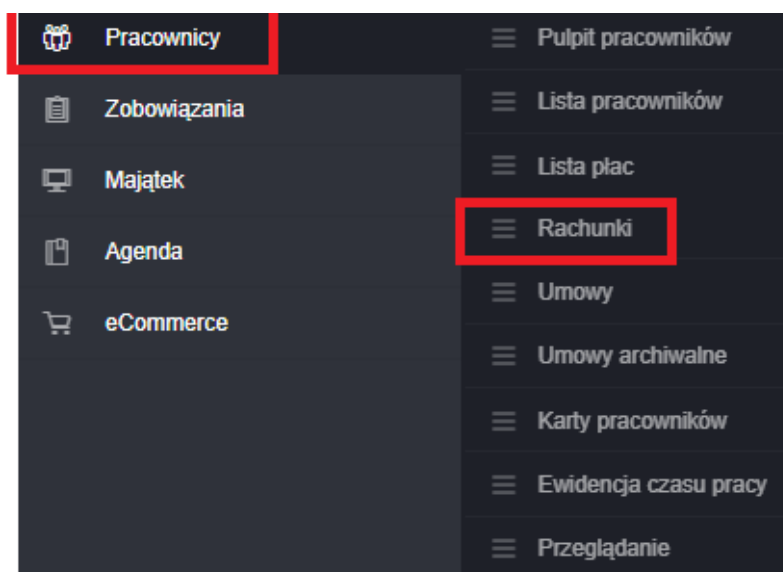 Pracownicy
Zobowiązania
Majątek
Agenda
eCommerce
Pulpit pracowników
Lista pracowników
Lista płac
Rachunki
Umowy
Umowy archiwalne
Karty pracowników
Ewidencja czasu pracy
Przeglądanie